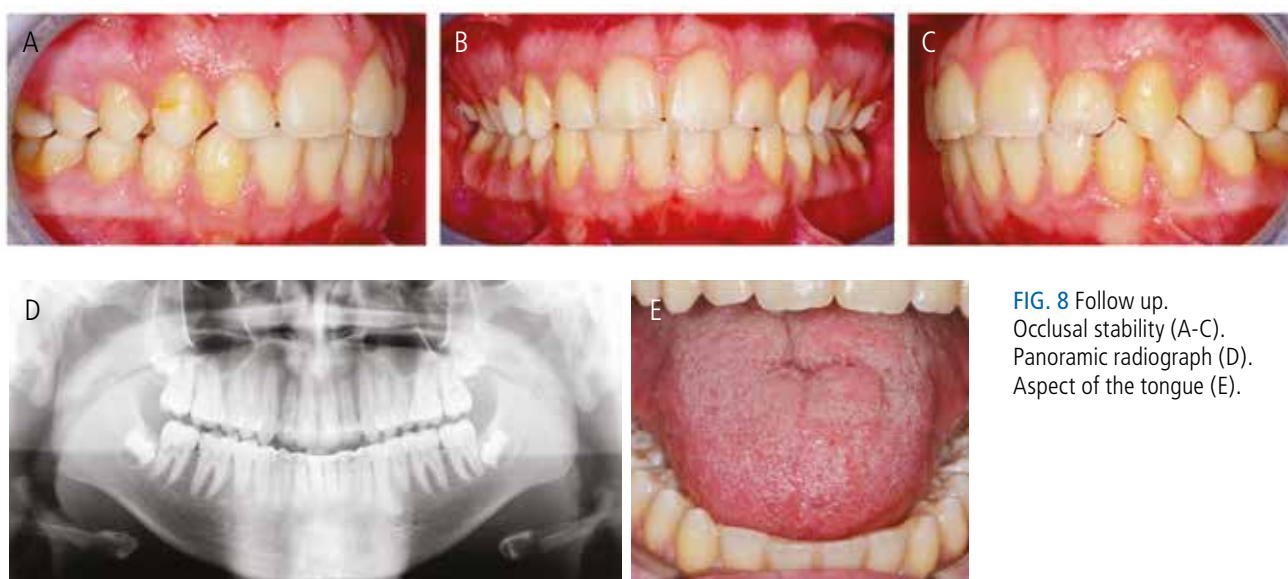 A
B
C
D
E
FIG. 8 Follow up.
Occlusal stability (A-C).
Panoramic radiograph (D).
Aspect of the tongue (E).